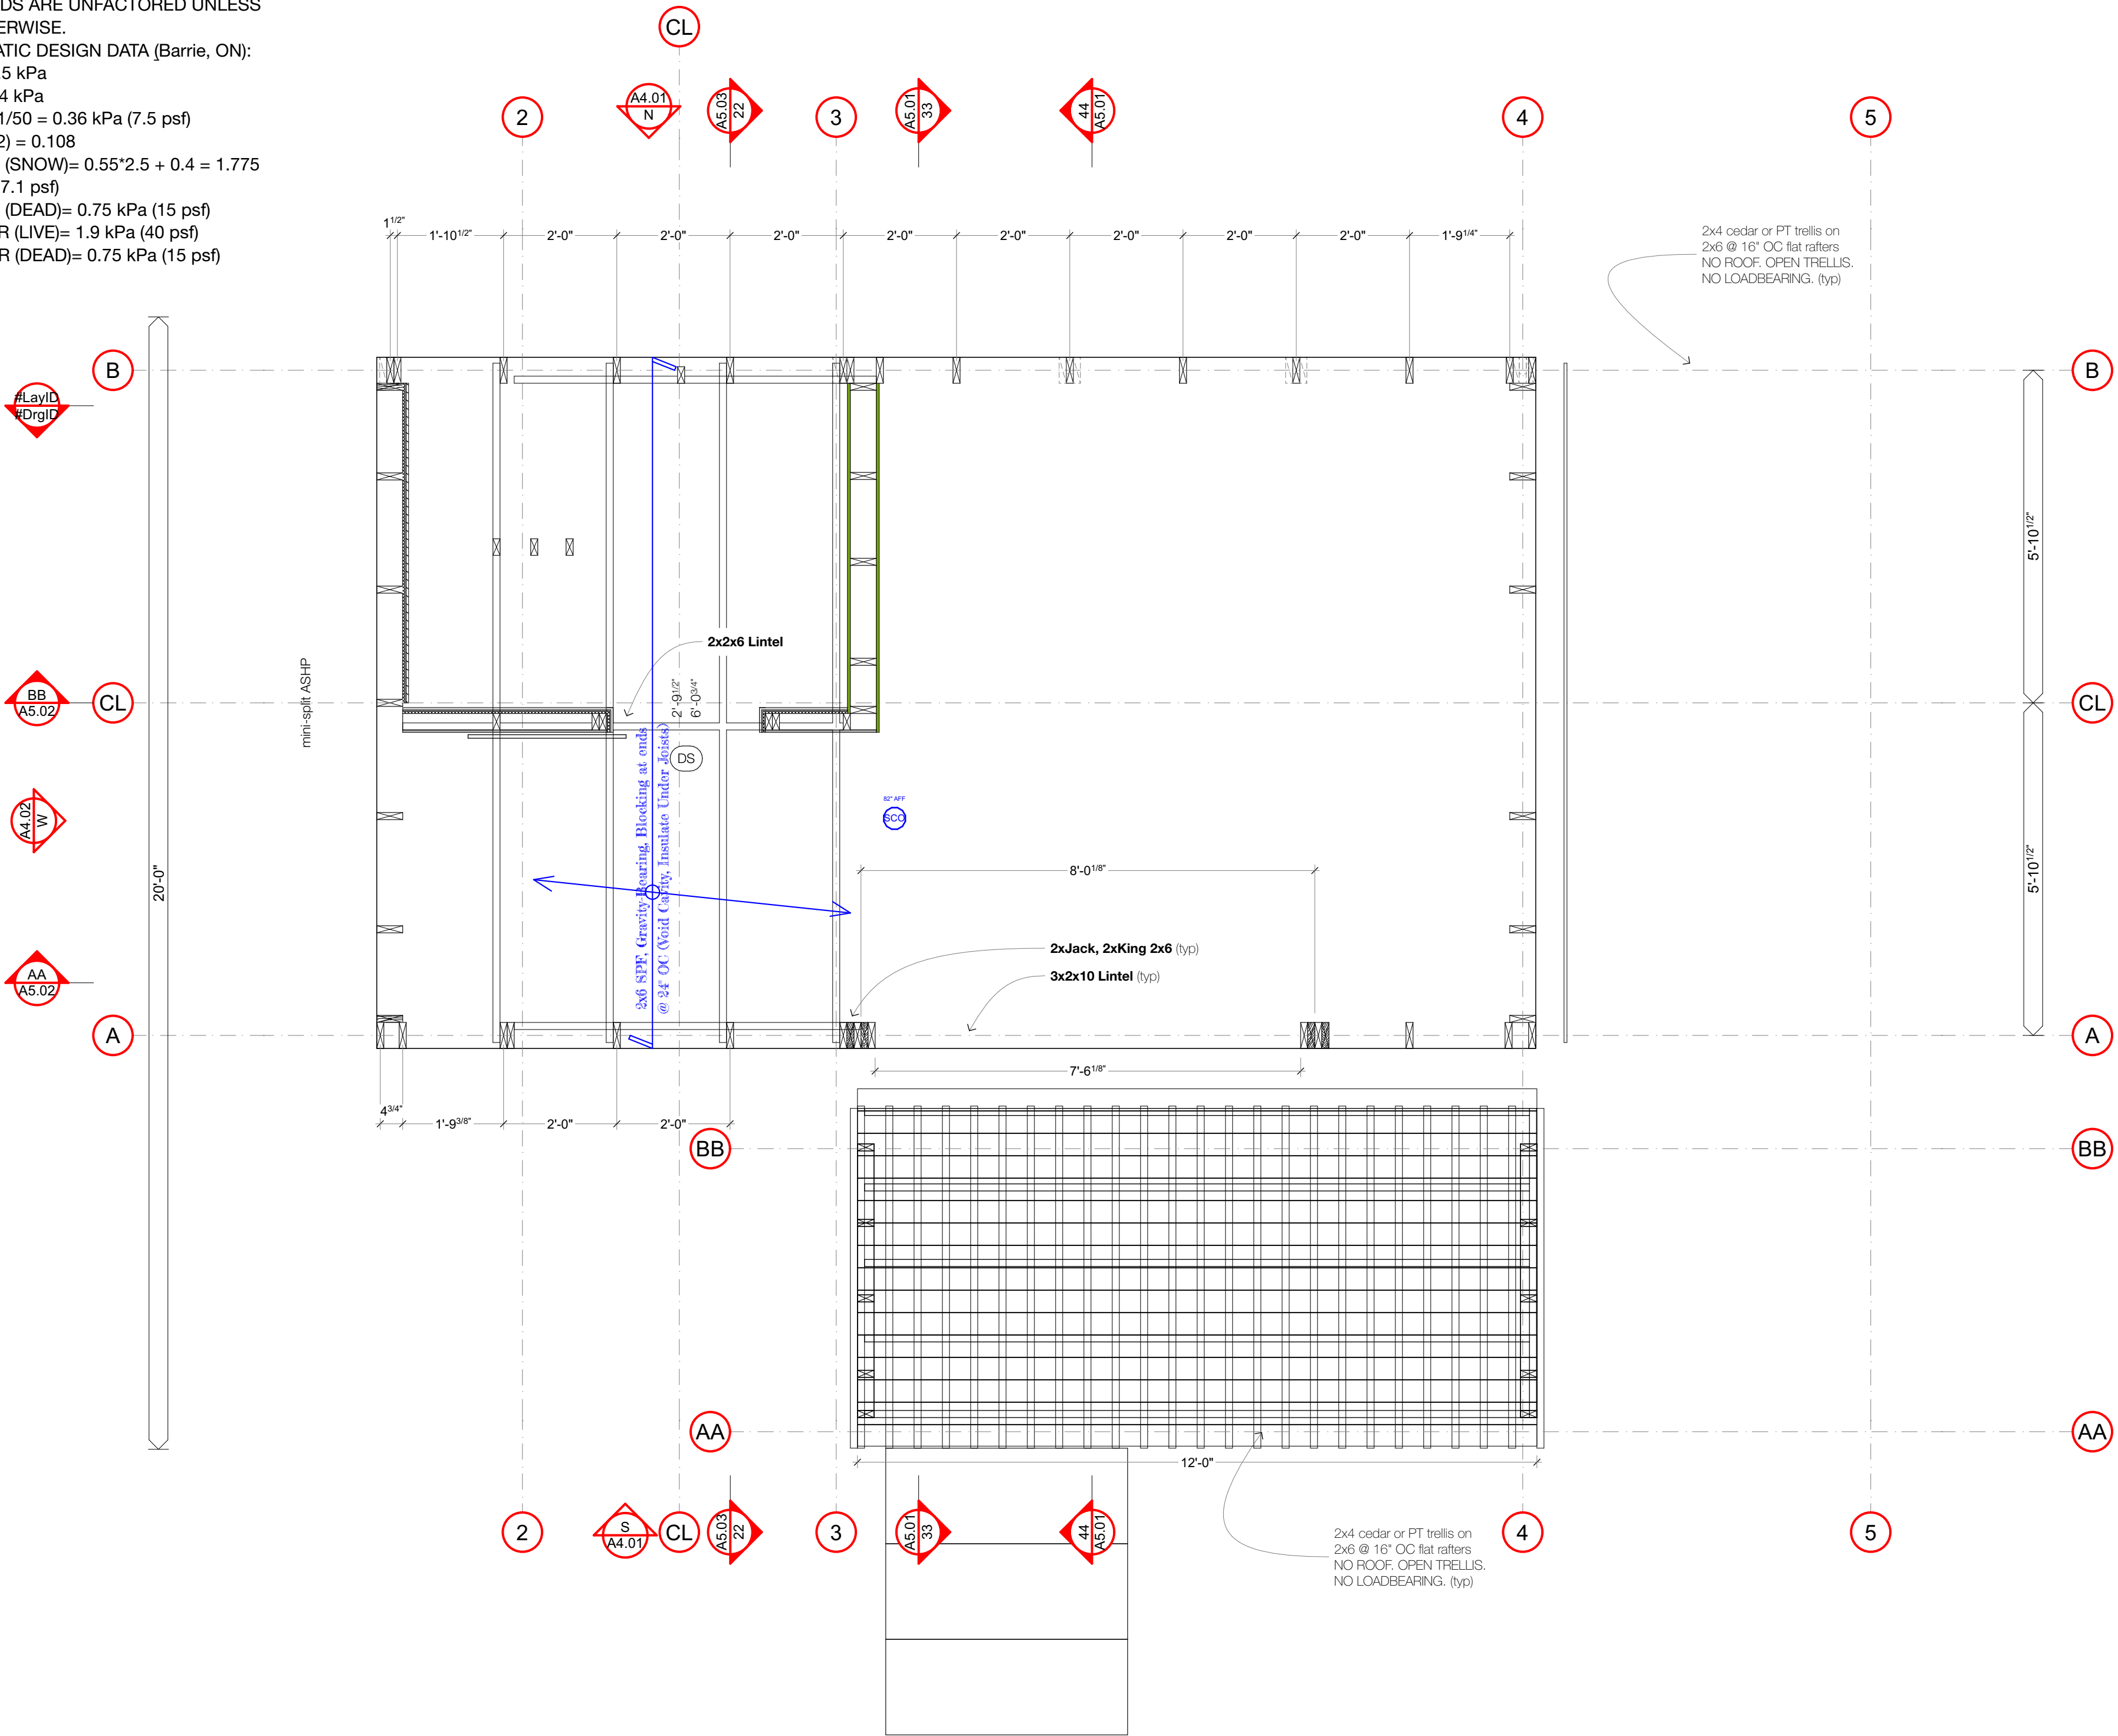 DS ARE UNFACTORED UNLESS
ERWISE.
ATIC DESIGN DATA (Barrie, ON):
.5 kPa
4 kPa
1/50 = 0.36 kPa (7.5 psf)
2) = 0.108
(SNOW)= 0.55*2.5 + 0.4 = 1.775
7.1 psf)
(DEAD)= 0.75 kPa (15 psf)
R (LIVE)= 1.9 kPa (40 psf)
R (DEAD)= 0.75 kPa (15 psf)
CL
2
A4.01
N
A5.03
22
3
A5.01
33
44
A5.01
4
5
1 1/2"
1'-10 1/2"
2'-0"
2'-0"
2'-0"
2'-0"
2'-0"
2'-0"
2'-0"
2'-0"
1'-9 1/4"
2x4 cedar or PT trellis on
2x6 @ 16" OC flat rafters
NO ROOF. OPEN TRELLIS.
NO LOADBEARING. (typ)
B
B
#LayID
#DrgID
5'-10 1/2"
2x2x6 Lintel
2'-9 1/2"
6'-0 3/4"
mini-split ASHP
BB
A5.02
CL
CL
DS
2x6 SPF, Gravity-Bearing, Blocking at ends
@ 24" OC (Void Cavity, Insulate Under Joists)
82" AFF
SCO
A4.02
W
20'-0"
8'-0 1/8"
5'-10 1/2"
2xJack, 2xKing 2x6 (typ)
3x2x10 Lintel (typ)
AA
A5.02
A
A
7'-6 1/8"
4 3/4"
1'-9 3/8"
2'-0"
2'-0"
BB
BB
AA
AA
12'-0"
2
S
A4.01
CL
A5.03
22
3
A5.01
33
44
A5.01
4
5
2x4 cedar or PT trellis on
2x6 @ 16" OC flat rafters
NO ROOF. OPEN TRELLIS.
NO LOADBEARING. (typ)